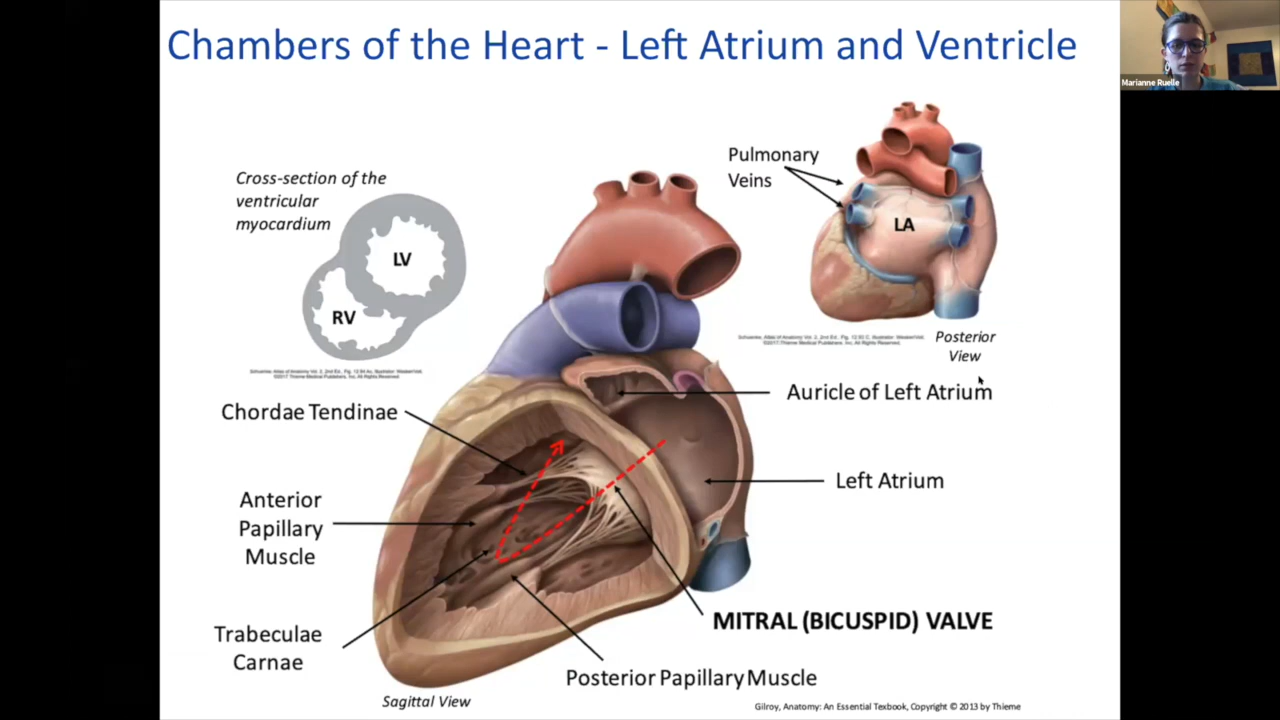 Chambers of the Heart - Left Atrium and Ventricle
Marianne Ruelle
Cross-section of the
ventricular
myocardium
LV
RV
Pulmonary
Veins
LA
Posterior
View
Auricle of Left Atrium
Chordae Tendinae
Left Atrium
Anterior
Papillary
Muscle
MITRAL (BICUSPID) VALVE
Trabeculae
Carnae
Posterior Papillary Muscle
Sagittal View
Gilroy, Anatomy: An Essential Texbook, Copyright © 2013 by Thieme